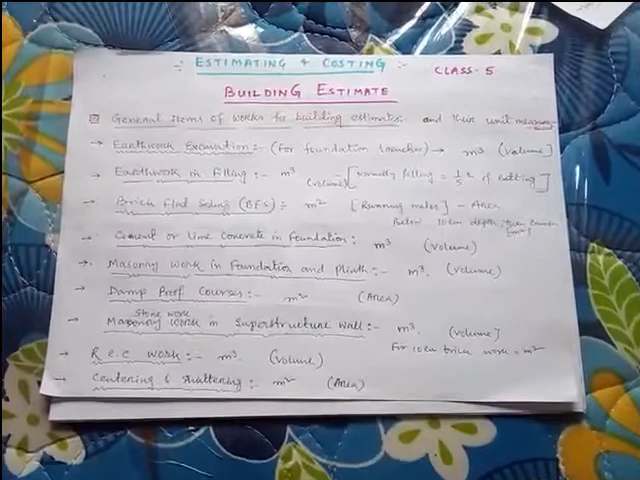 :- ESTIMATING & COSTING :-
CLASS-5
BUILDING ESTIMATE
General items of works for building estimate:- and their unit measure-
→ Earthwork Excavation:- (For foundation trenches) → m³ (Volume]
→ Earthwork in filling:- m³ (volume) [normally filling = 1/5 of cutting]
→ Brick Flat Soling (BFS):- m² [Running meter] - Area
Below 10cm depth
→ Cement or Lime Concrete in Foundation: m³ (Volume)
→ Masonry work in Foundation and plinth:- m³. (volume)
→ Damp Proof Courses:- m² (Area)
Stone work
→ Masonry work in Superstructure Wall:- m³. (volume]
For 10cm brick work = m²
→ R.C.C work:- m³ (volume)
→ Centening & Shattening:- m² (Area)